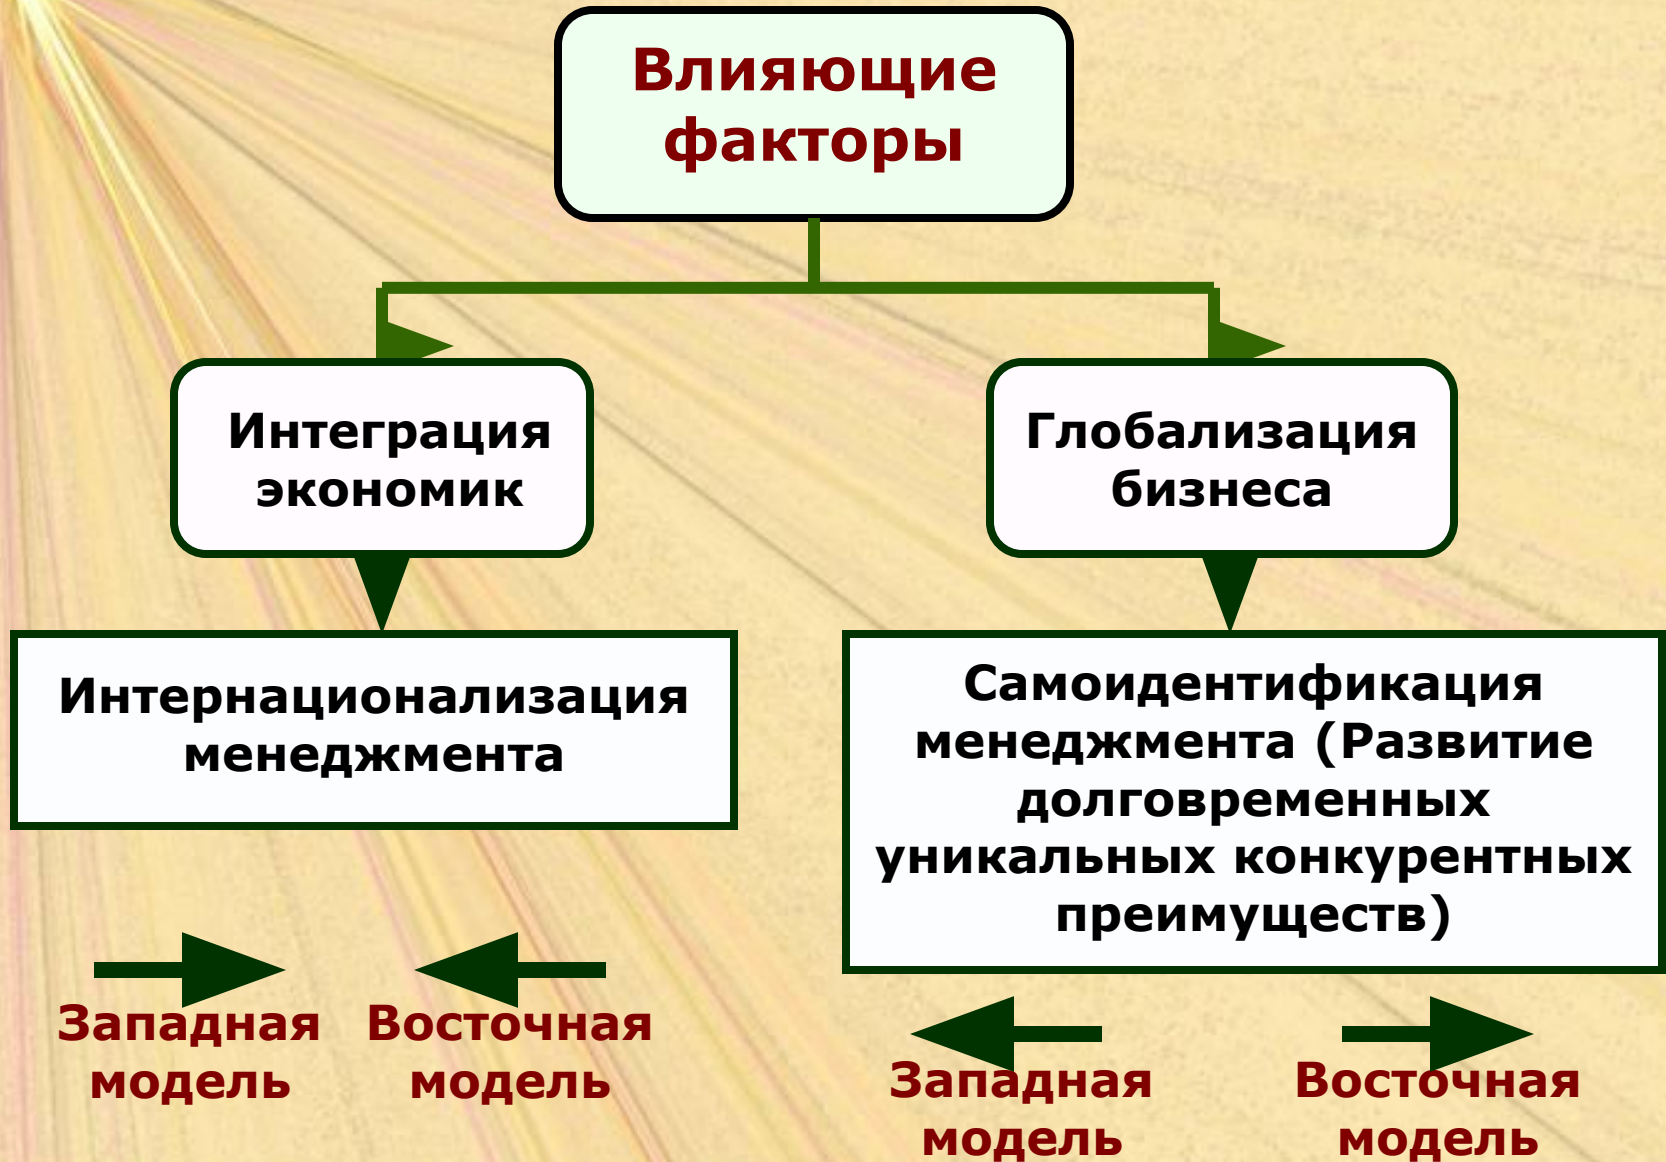 Влияющие
факторы
Интеграция
экономик
Глобализация
бизнеса
Интернационализация
менеджмента
Самоидентификация
менеджмента (Развитие
долговременных
уникальных конкурентных
преимуществ)
Западная
модель
Восточная
модель
Западная
модель
Восточная
модель